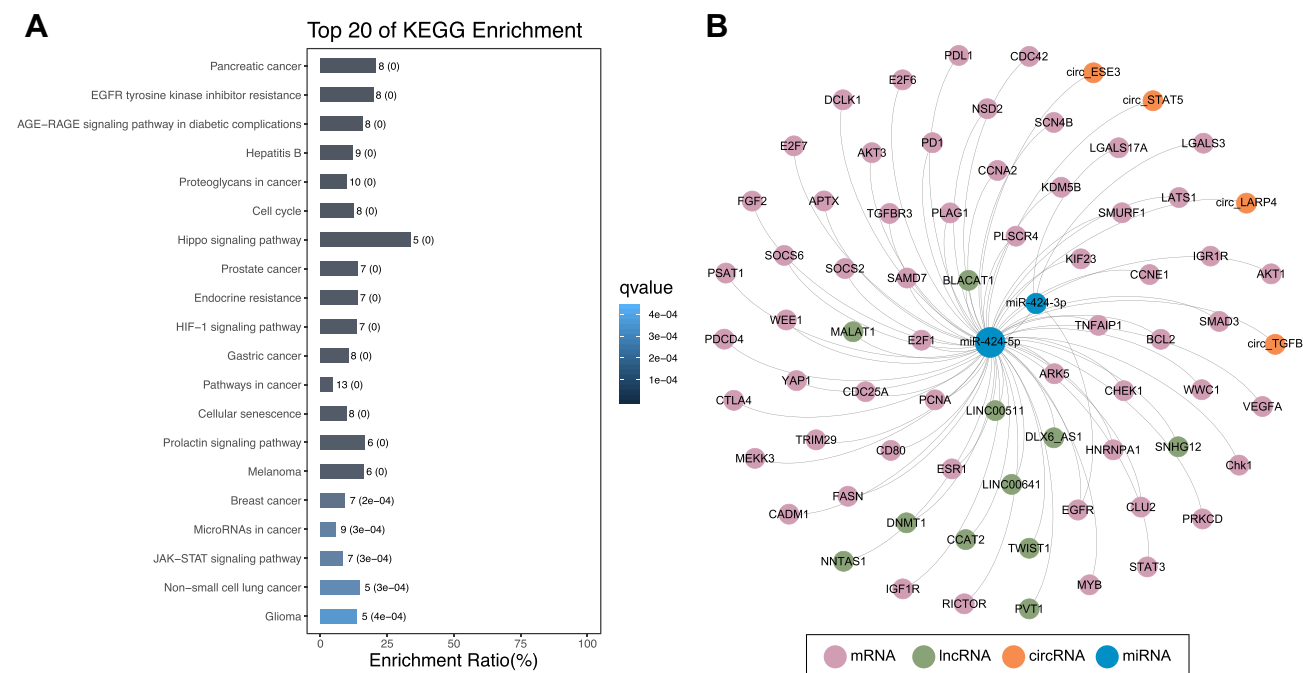 A
Top 20 of KEGG Enrichment
Pancreatic cancer 8 (0)
EGFR tyrosine kinase inhibitor resistance 8 (0)
AGE−RAGE signaling pathway in diabetic complications 8 (0)
Hepatitis B 9 (0)
Proteoglycans in cancer 10 (0)
Cell cycle 8 (0)
Hippo signaling pathway 5 (0)
Prostate cancer 7 (0)
Endocrine resistance 7 (0)
HIF−1 signaling pathway 7 (0)
Gastric cancer 8 (0)
Pathways in cancer 13 (0)
Cellular senescence 8 (0)
Prolactin signaling pathway 6 (0)
Melanoma 6 (0)
Breast cancer 7 (2e−04)
MicroRNAs in cancer 9 (3e−04)
JAK−STAT signaling pathway 7 (3e−04)
Non−small cell lung cancer 5 (3e−04)
Glioma 5 (4e−04)
0 25 50 75 100
Enrichment Ratio(%)
qvalue
4e−04
3e−04
2e−04
1e−04
B
PDL1
CDC42
circ_ESE3
E2F6
DCLK1
NSD2
circ_STAT5
SCN4B
E2F7
AKT3
PD1
LGALS17A
LGALS3
CCNA2
KDM5B
FGF2
APTX
TGFBR3
PLAG1
SMURF1
LATS1
circ_LARP4
PLSCR4
SOCS6
SOCS2
SAMD7
BLACAT1
KIF23
CCNE1
IGR1R
AKT1
PSAT1
miR-424-3p
WEE1
MALAT1
E2F1
miR-424-5p
TNFAIP1
BCL2
SMAD3
circ_TGFB
PDCD4
YAP1
CDC25A
PCNA
ARK5
CHEK1
WWC1
VEGFA
CTLA4
LINC00511
TRIM29
CD80
DLX6_AS1
HNRNPA1
SNHG12
Chk1
MEKK3
ESR1
LINC00641
FASN
CADM1
DNMT1
EGFR
CLU2
PRKCD
CCAT2
TWIST1
NNTAS1
STAT3
IGF1R
RICTOR
PVT1
MYB
mRNA lncRNA circRNA miRNA